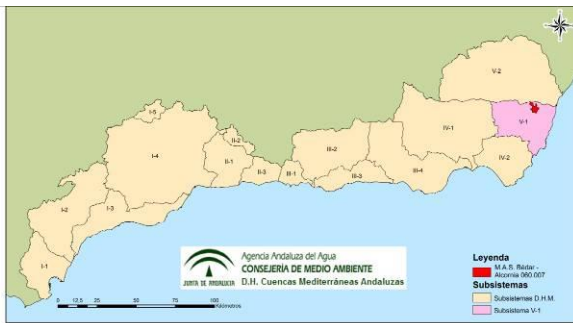 V-2
I-5
V-1
II-2
I-4
III-2
IV-1
II-1
IV-2
II-3
III-1
III-3
III-4
I-2
I-3
I-1
Agencia Andaluza del Agua
CONSEJERÍA DE MEDIO AMBIENTE
JUNTA DE ANDALUCIA
D.H. Cuencas Mediterráneas Andaluzas
Leyenda
M.A.S. Bédar -
Alcornia 060.007
Subsistemas
Subsistemas D.H.M.
Subsistema V-1
0 12,5 25 50 75 100
Kilómetros